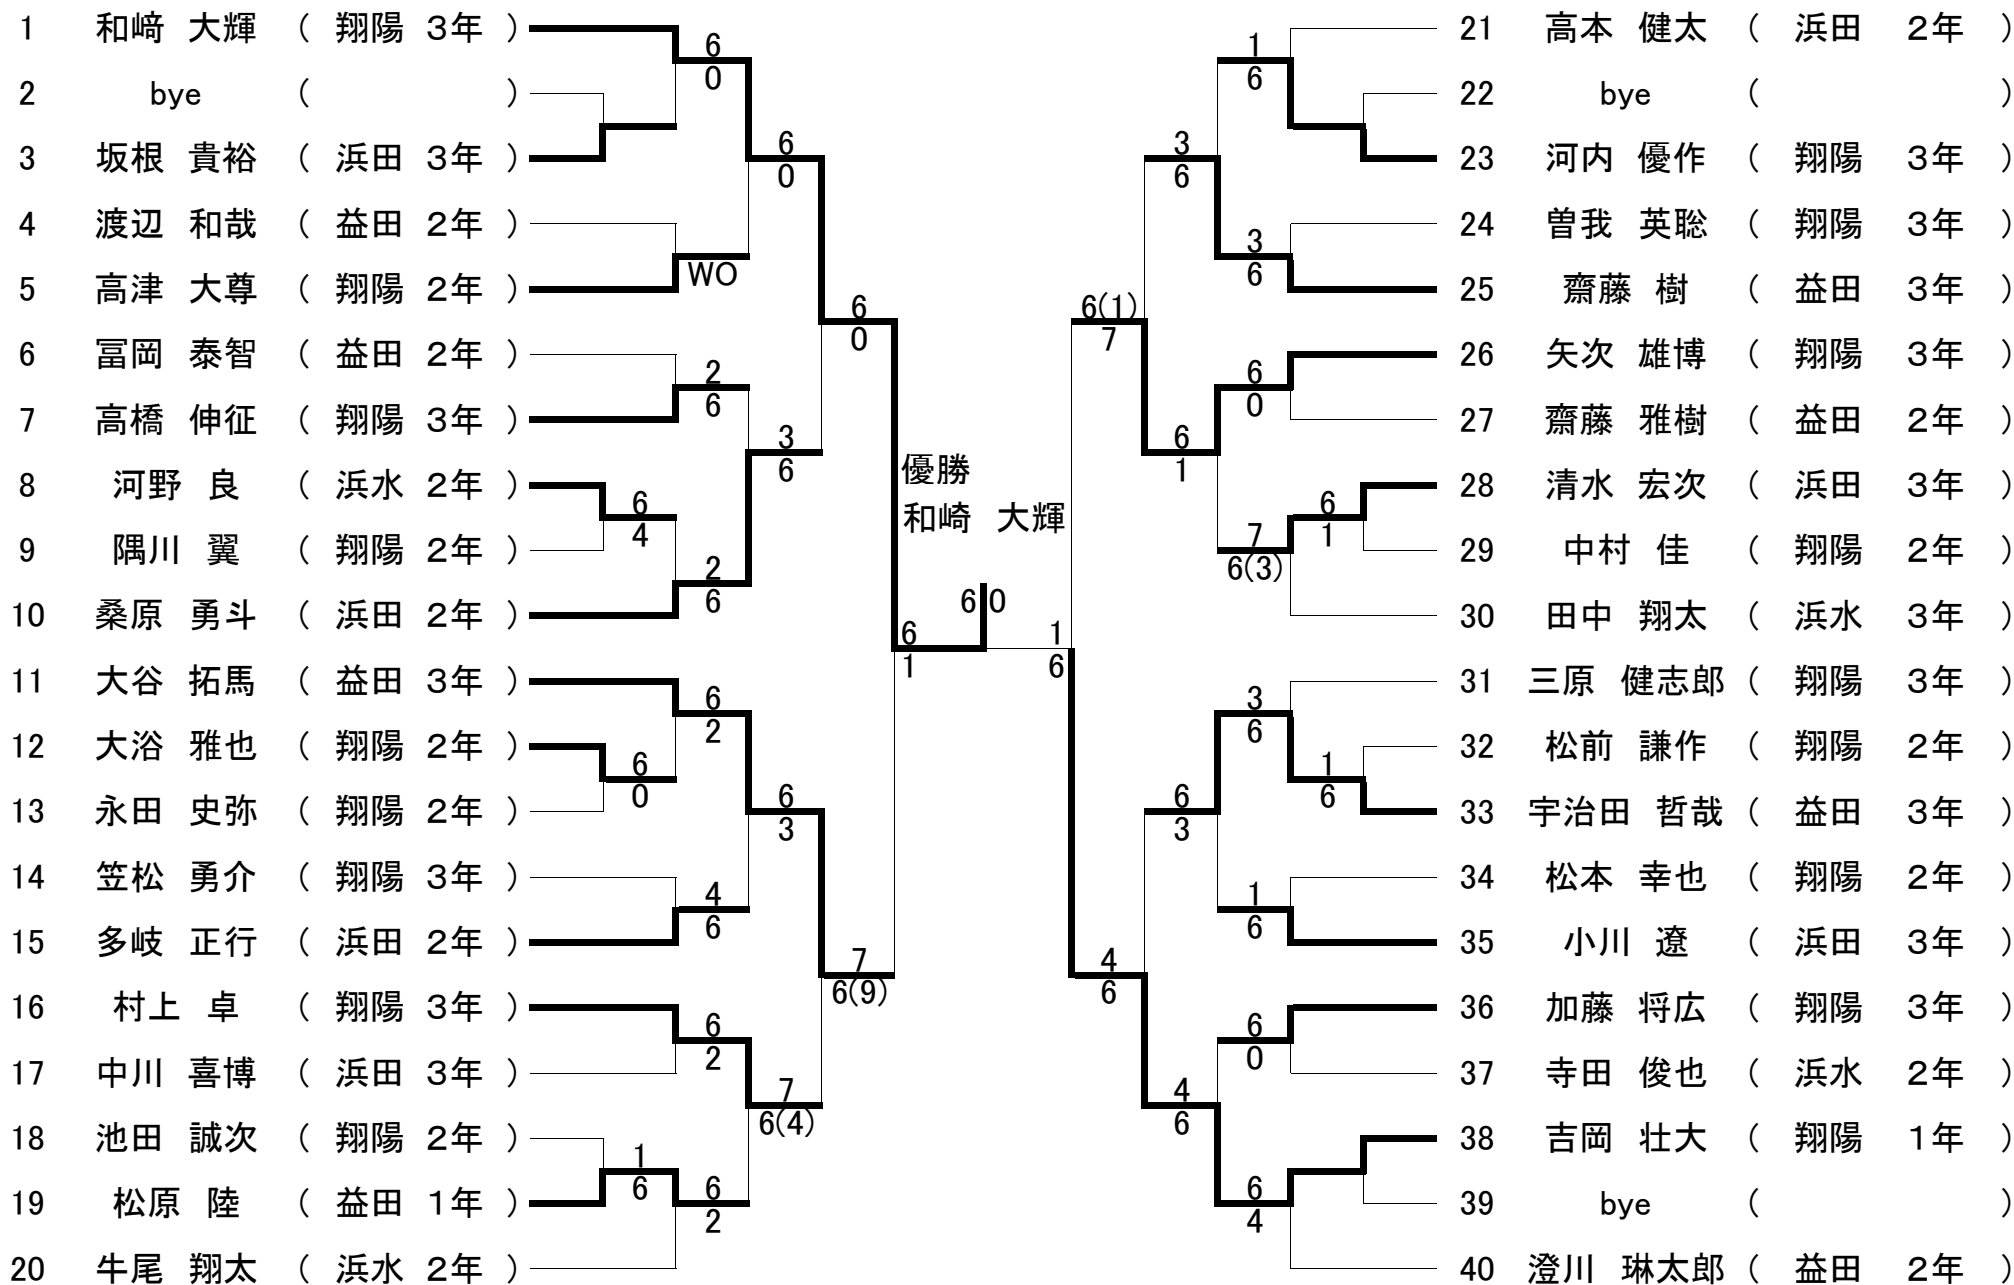 1 和﨑 大輝 ( 翔陽 3年 )
2 bye ( )
3 坂根 貴裕 ( 浜田 3年 )
4 渡辺 和哉 ( 益田 2年 )
5 高津 大尊 ( 翔陽 2年 )
6 冨岡 泰智 ( 益田 2年 )
7 高橋 伸征 ( 翔陽 3年 )
8 河野 良 ( 浜水 2年 )
9 隅川 翼 ( 翔陽 2年 )
10 桑原 勇斗 ( 浜田 2年 )
11 大谷 拓馬 ( 益田 3年 )
12 大浴 雅也 ( 翔陽 2年 )
13 永田 史弥 ( 翔陽 2年 )
14 笠松 勇介 ( 翔陽 3年 )
15 多岐 正行 ( 浜田 2年 )
16 村上 卓 ( 翔陽 3年 )
17 中川 喜博 ( 浜田 3年 )
18 池田 誠次 ( 翔陽 2年 )
19 松原 陸 ( 益田 1年 )
20 牛尾 翔太 ( 浜水 2年 )
6
4
6
0
1
6
6
0
WO
2
6
2
6
6
2
4
6
6
2
6
2
6
0
3
6
6
3
7
6(4)
6
0
7
6(9)
6
1
優勝
和崎 大輝
6 0
1
6
6(1)
7
4
6
3
6
6
1
6
3
4
6
1
6
3
6
6
0
7
6(3)
3
6
1
6
6
0
6
4
6
1
1
6
21 高本 健太 ( 浜田 2年 )
22 bye ( )
23 河内 優作 ( 翔陽 3年 )
24 曽我 英聡 ( 翔陽 3年 )
25 齋藤 樹 ( 益田 3年 )
26 矢次 雄博 ( 翔陽 3年 )
27 齋藤 雅樹 ( 益田 2年 )
28 清水 宏次 ( 浜田 3年 )
29 中村 佳 ( 翔陽 2年 )
30 田中 翔太 ( 浜水 3年 )
31 三原 健志郎 ( 翔陽 3年 )
32 松前 謙作 ( 翔陽 2年 )
33 宇治田 哲哉 ( 益田 3年 )
34 松本 幸也 ( 翔陽 2年 )
35 小川 遼 ( 浜田 3年 )
36 加藤 将広 ( 翔陽 3年 )
37 寺田 俊也 ( 浜水 2年 )
38 吉岡 壮大 ( 翔陽 1年 )
39 bye ( )
40 澄川 琳太郎 ( 益田 2年 )